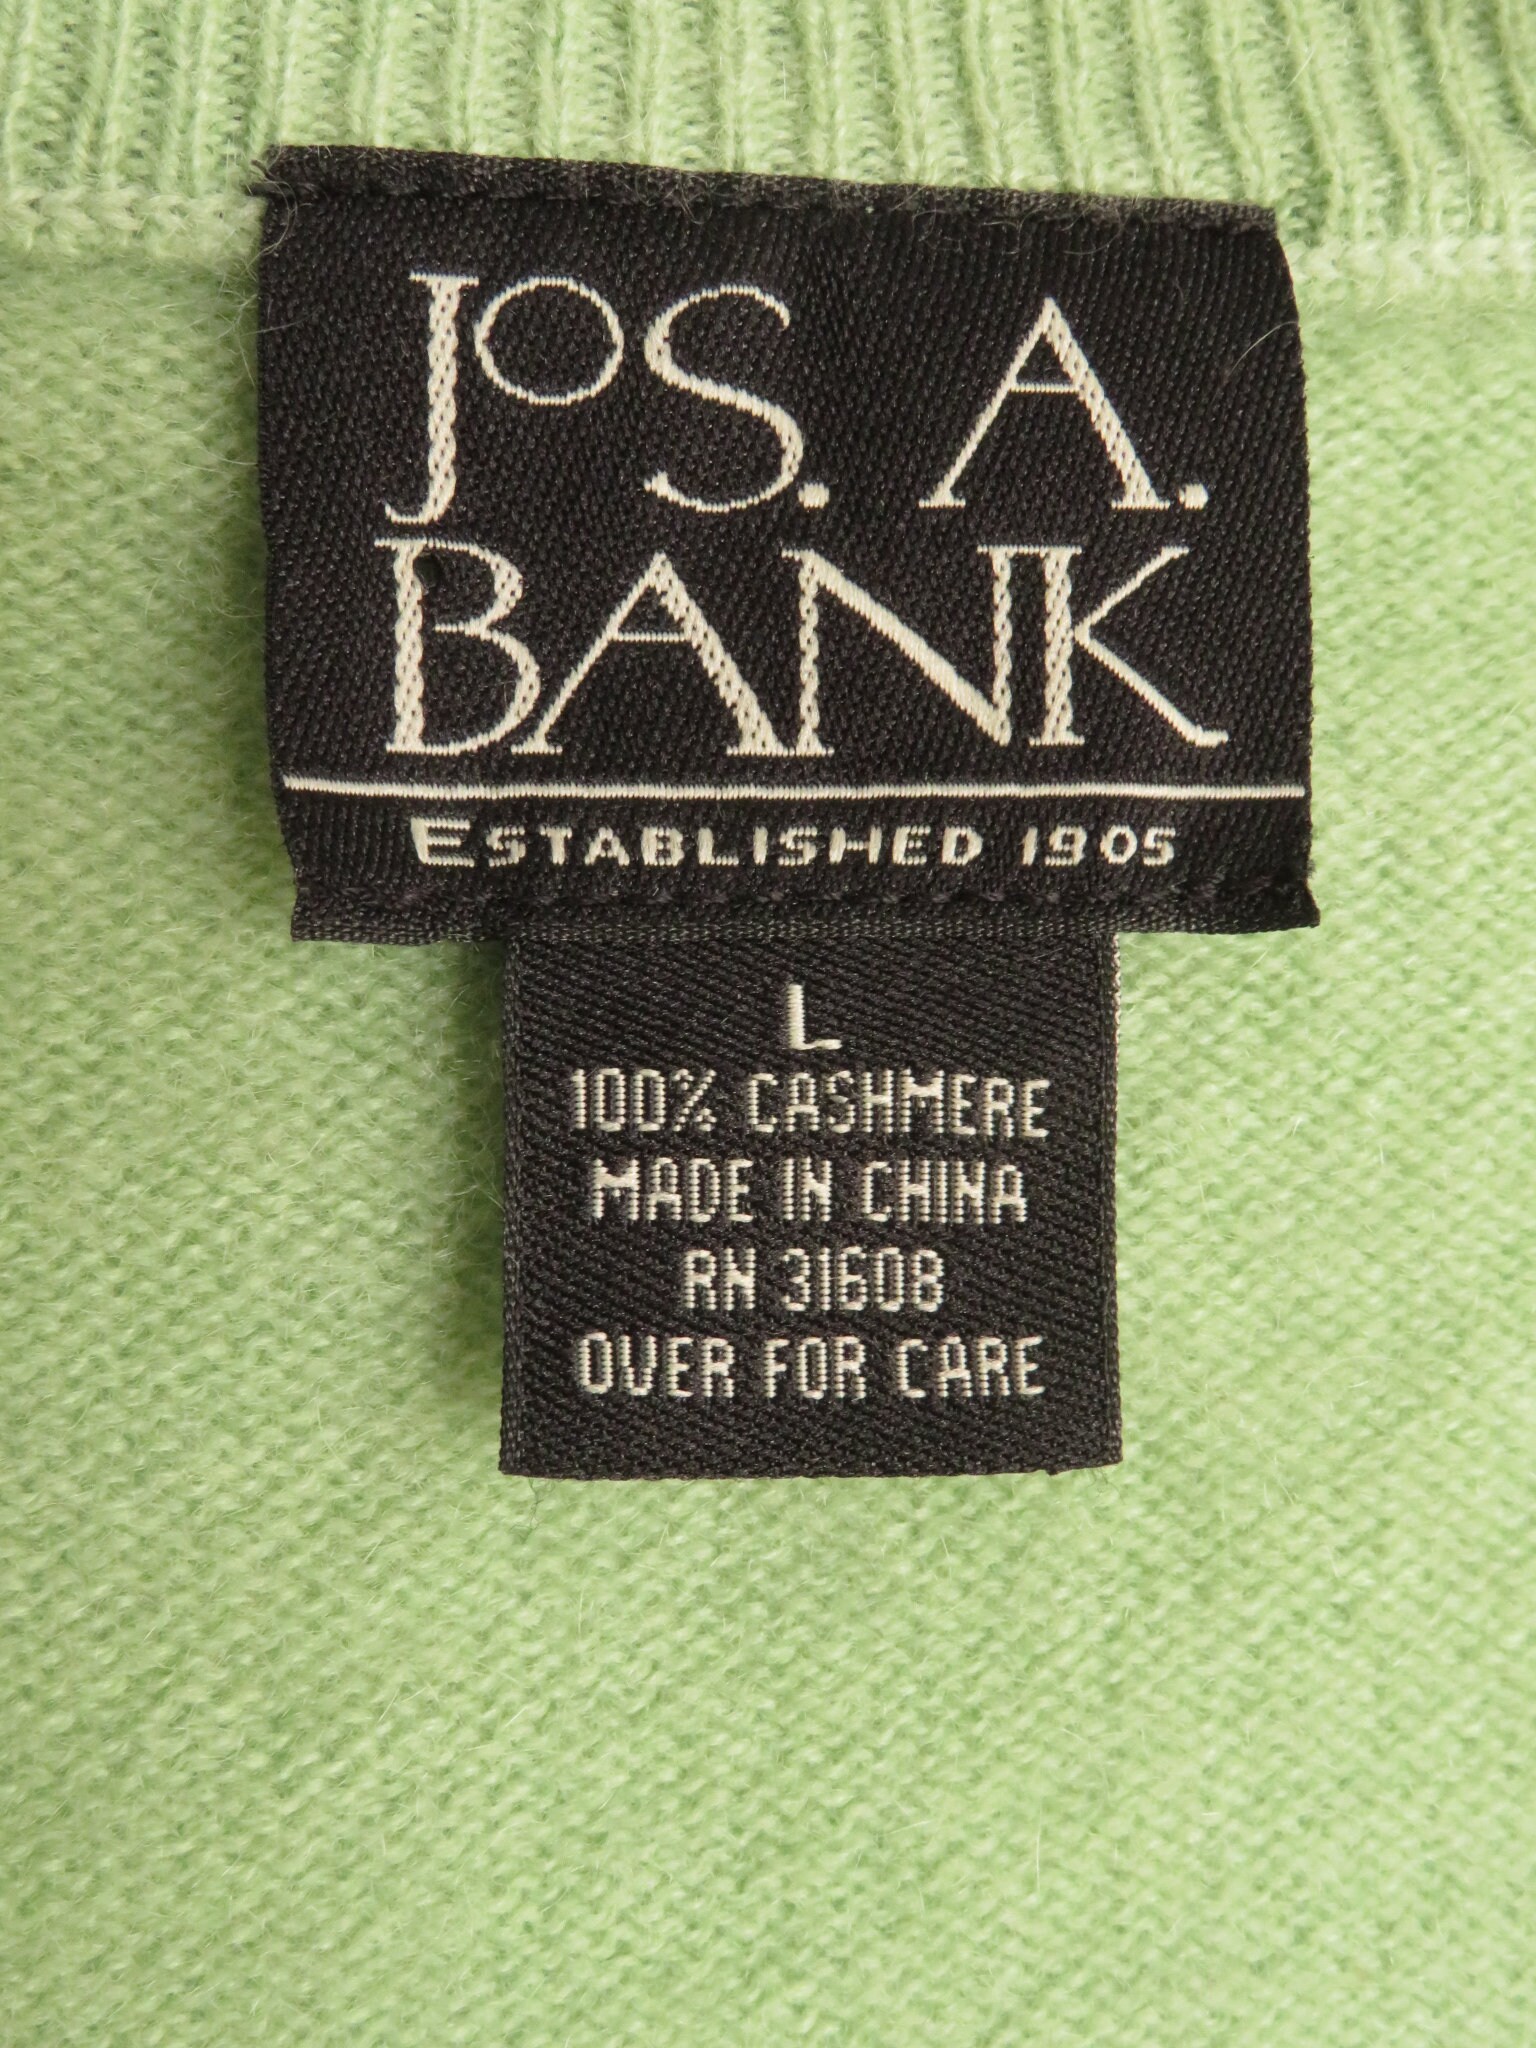 JOS. A.
BANK
ESTABLISHED 1905
L
100% CASHMERE
MADE IN CHINA
RN 31608
OVER FOR CARE